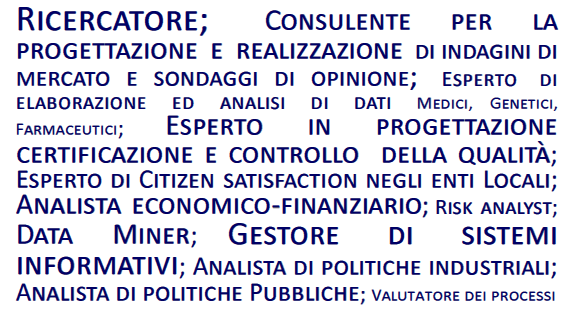 Ricercatore; Consulente per la
progettazione e realizzazione di indagini di
mercato e sondaggi di opinione; Esperto di
elaborazione ed analisi di dati Medici, Genetici,
Farmaceutici; Esperto in progettazione
certificazione e controllo della qualità;
Esperto di Citizen satisfaction negli enti Locali;
Analista economico-finanziario; Risk analyst;
Data Miner; Gestore di sistemi
informativi; Analista di politiche industriali;
Analista di politiche Pubbliche; Valutatore dei processi